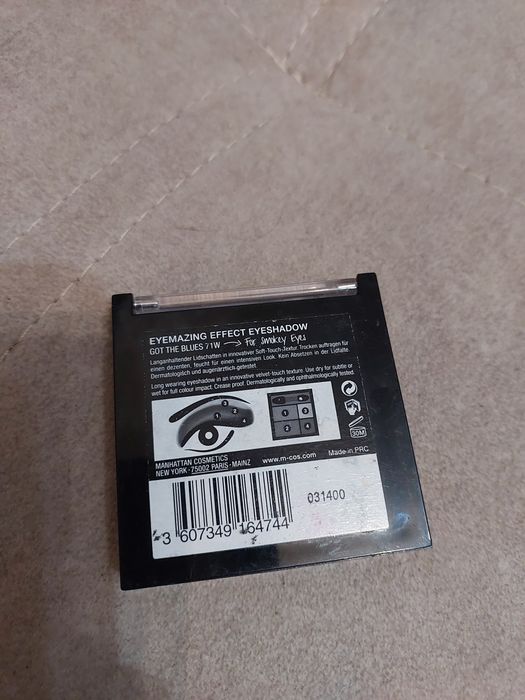 EYEMAZING EFFECT EYESHADOW
GOT THE BLUES 71W → For Smokey Eyes
Langanhaltender Lidschatten in innovativer Soft-Touch-Textur. Trocken auftragen für
einen dezenten, feucht für einen intensiven Look. Kein Absetzen in der Lidfalte.
Dermatologisch und augenärztlich getestet.
Long wearing eyeshadow in an innovative velvet-touch texture. Use dry for subtle or
wet for full colour impact. Crease proof. Dermatologically and ophthalmologically tested.
30M
MANHATTAN COSMETICS
NEW YORK · 75002 PARIS · MAINZ
www.m-cos.com
Made in PRC
031400
3 607349 164744